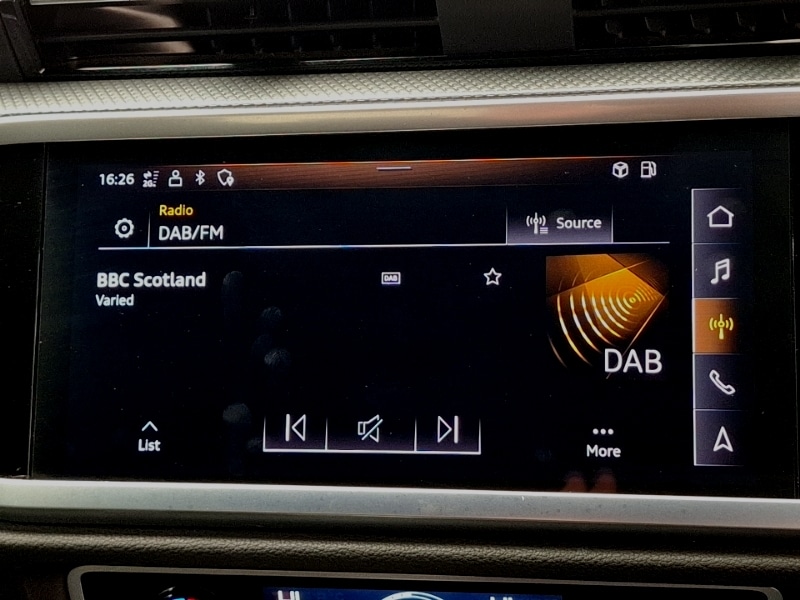 16:26
Radio
DAB/FM
Source
BBC Scotland
DAB
Varied
DAB
List
More